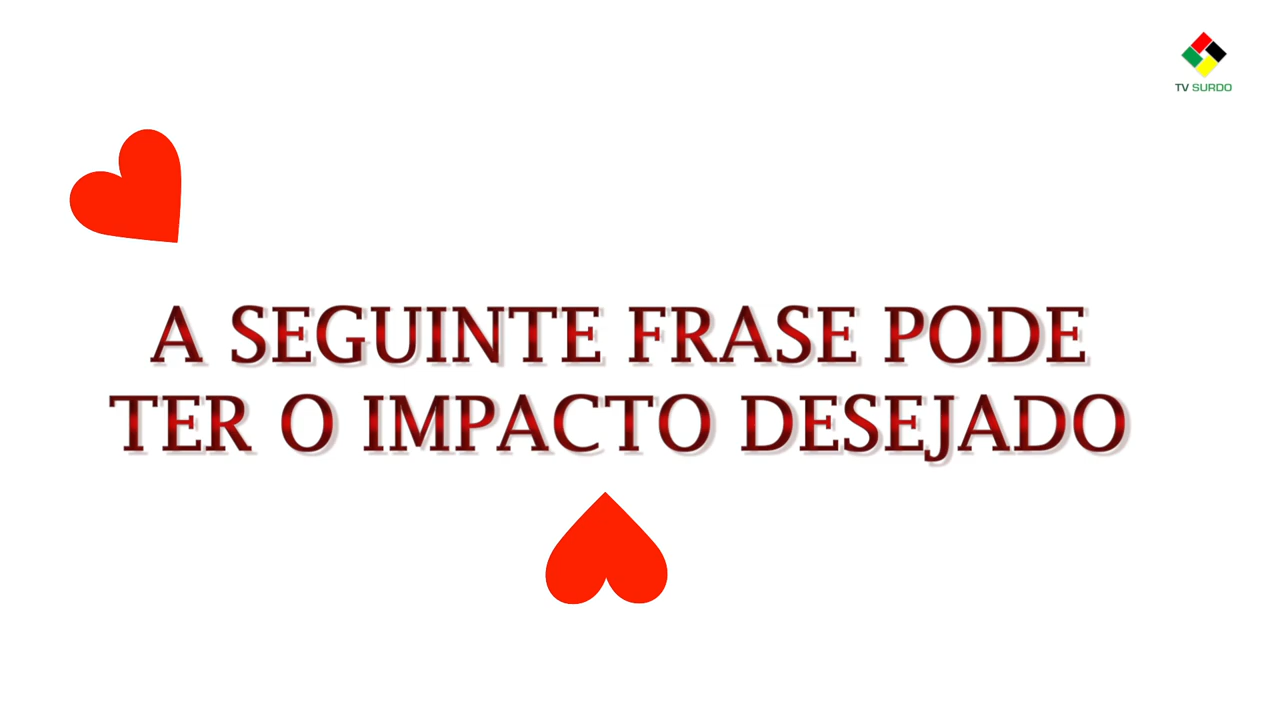 TV SURDO
A SEGUINTE FRASE PODE
TER O IMPACTO DESEJADO